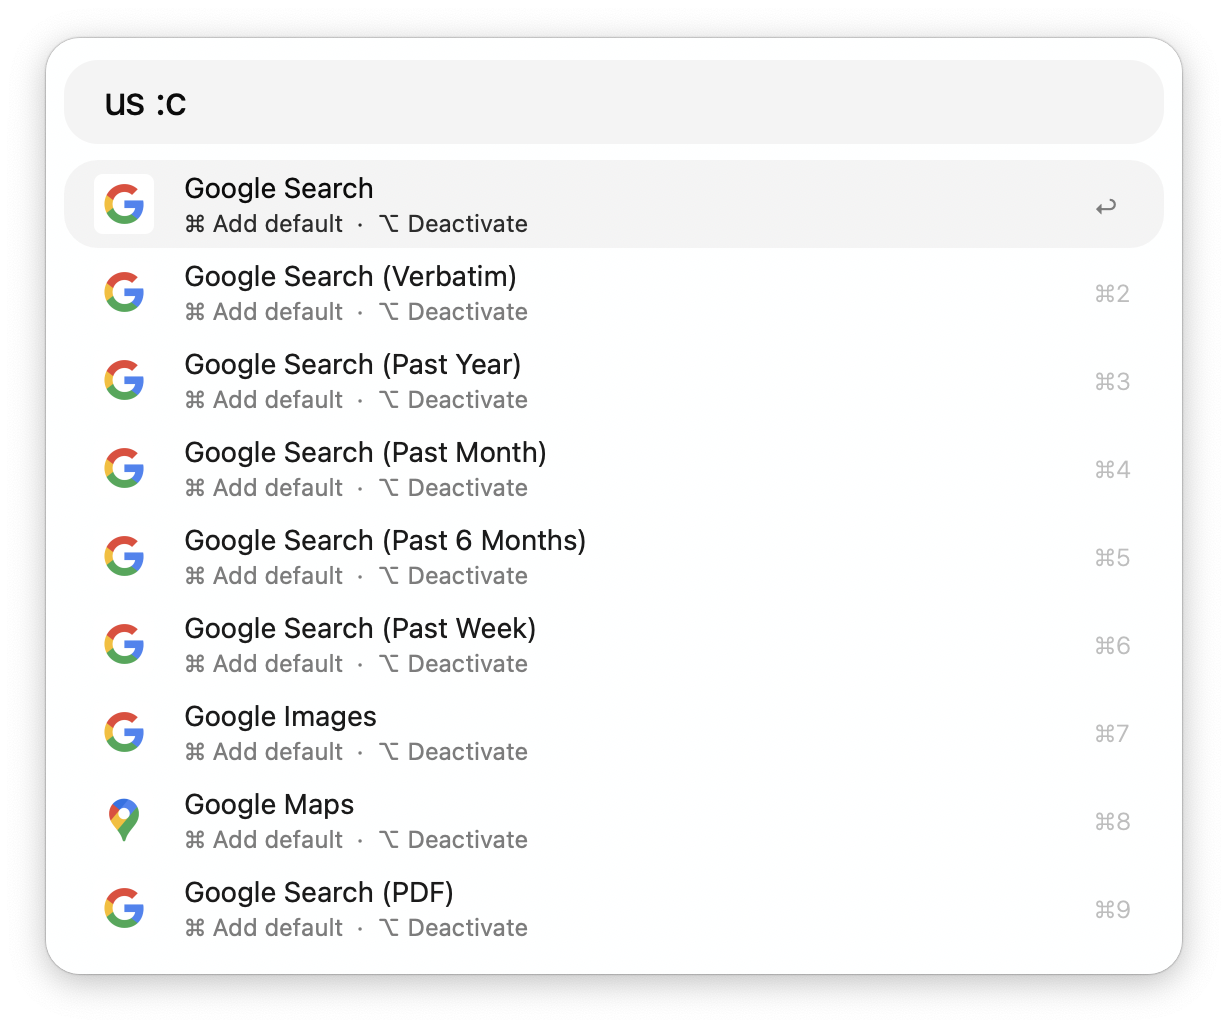 us :c
Google Search
⌘ Add default · ⌥ Deactivate
↩
Google Search (Verbatim)
⌘ Add default · ⌥ Deactivate
⌘2
Google Search (Past Year)
⌘ Add default · ⌥ Deactivate
⌘3
Google Search (Past Month)
⌘ Add default · ⌥ Deactivate
⌘4
Google Search (Past 6 Months)
⌘ Add default · ⌥ Deactivate
⌘5
Google Search (Past Week)
⌘ Add default · ⌥ Deactivate
⌘6
Google Images
⌘ Add default · ⌥ Deactivate
⌘7
Google Maps
⌘ Add default · ⌥ Deactivate
⌘8
Google Search (PDF)
⌘ Add default · ⌥ Deactivate
⌘9